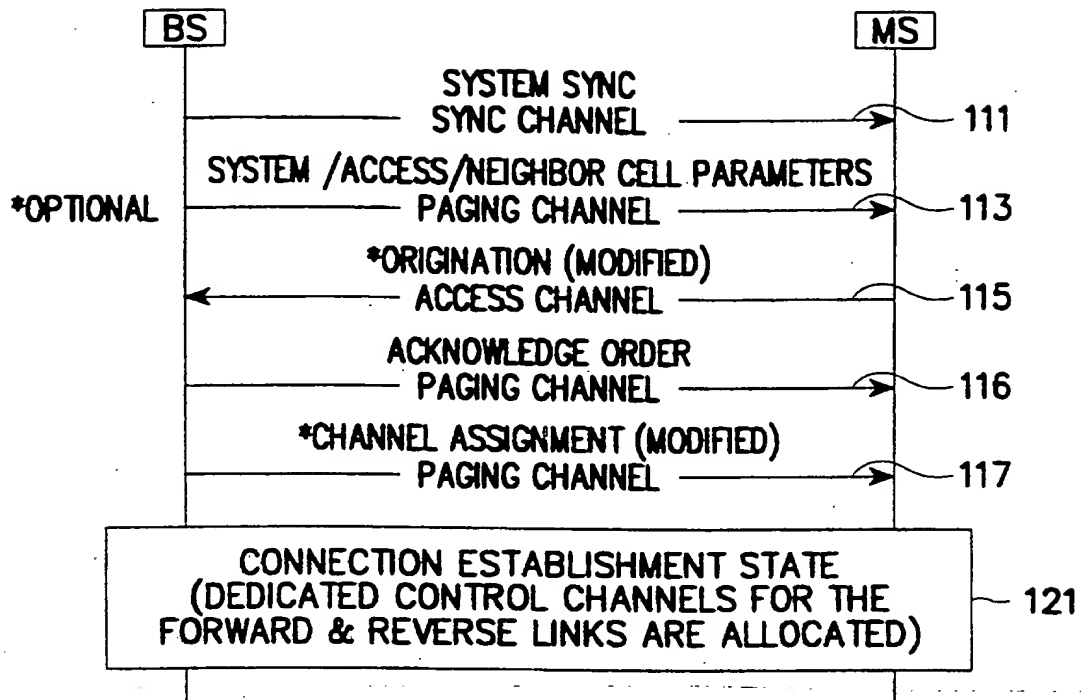 BS
MS
SYSTEM SYNC
SYNC CHANNEL
111
SYSTEM /ACCESS/NEIGHBOR CELL PARAMETERS
*OPTIONAL
PAGING CHANNEL
113
*ORIGINATION (MODIFIED)
ACCESS CHANNEL
115
ACKNOWLEDGE ORDER
PAGING CHANNEL
116
*CHANNEL ASSIGNMENT (MODIFIED)
PAGING CHANNEL
117
CONNECTION ESTABLISHMENT STATE
(DEDICATED CONTROL CHANNELS FOR THE
FORWARD & REVERSE LINKS ARE ALLOCATED)
121